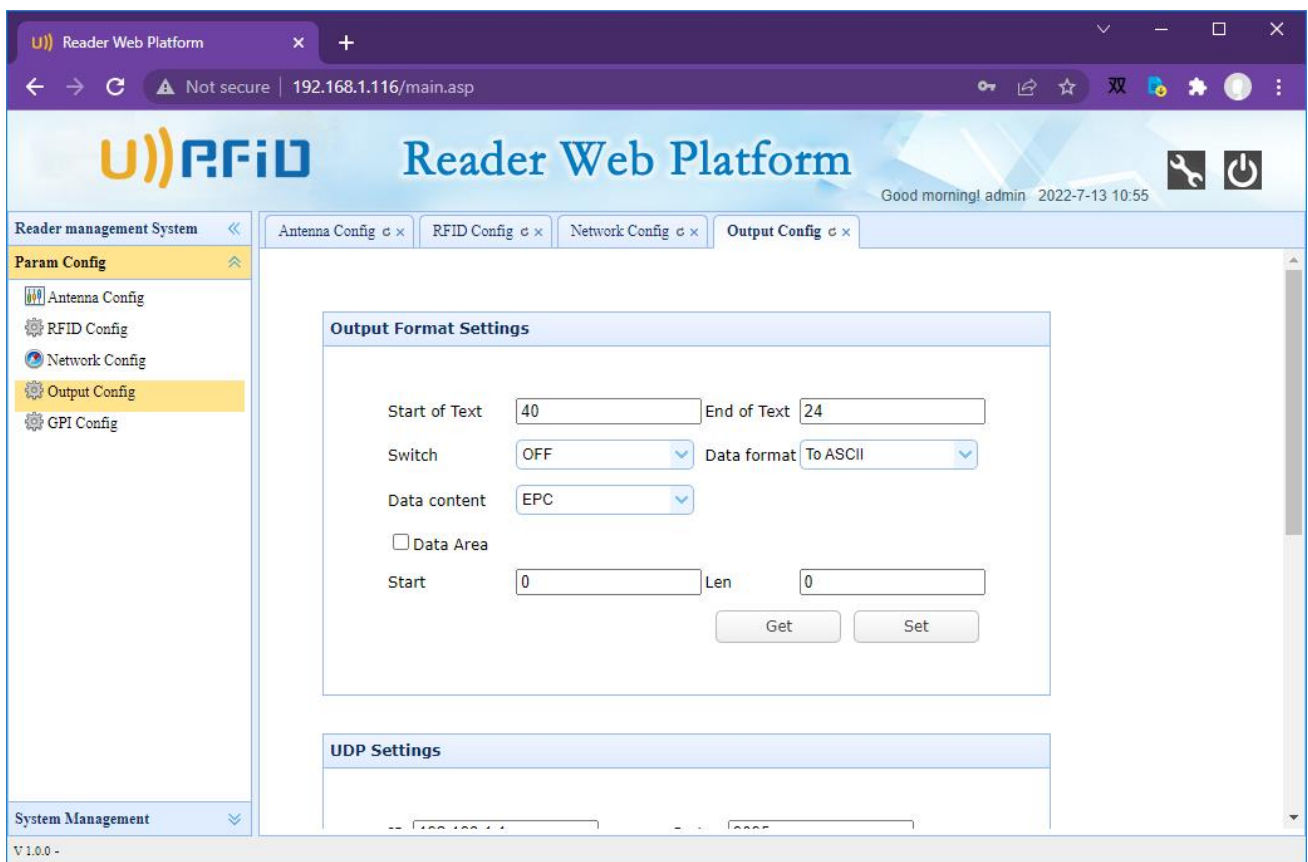 U)) Reader Web Platform
Not secure | 192.168.1.116/main.asp
双
U))RFiD Reader Web Platform
Good morning! admin 2022-7-13 10:55
Reader management System
Antenna Config
RFID Config
Network Config
Output Config
Param Config
Antenna Config
RFID Config
Network Config
Output Config
GPI Config
Output Format Settings
Start of Text 40 End of Text 24
Switch OFF Data format To ASCII
Data content EPC
Data Area
Start 0 Len 0
Get Set
UDP Settings
System Management
V 1.0.0 -